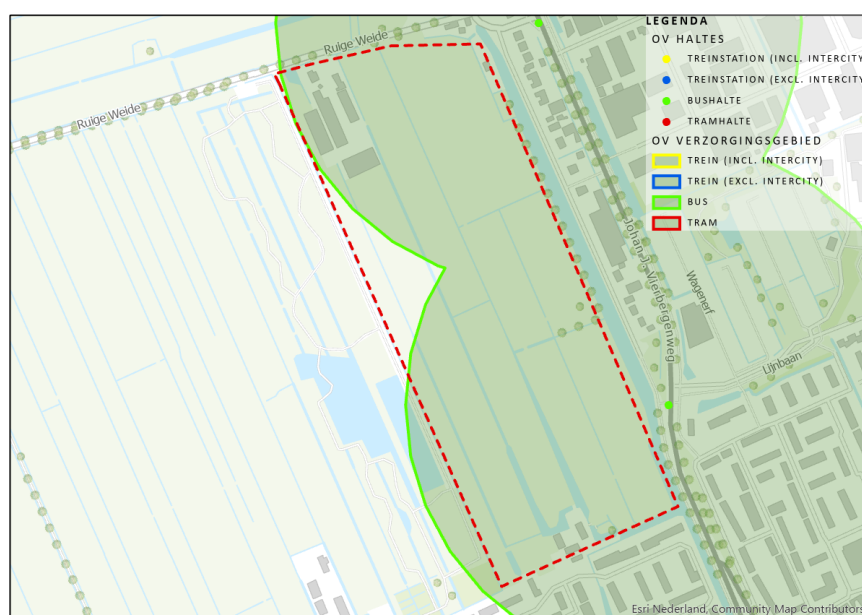 LEGENDA
OV HALTES
TREINSTATION (INCL. INTERCITY
TREINSTATION (EXCL. INTERCITY
BUSHALTE
TRAMHALTE
OV VERZORGINGSGEBIED
TREIN (INCL. INTERCITY)
TREIN (EXCL. INTERCITY)
BUS
TRAM
Ruige Weide
Ruige Weide
Johan J. Vierbergenweg
Wagenerf
Lijnbaan
Esri Nederland, Community Map Contributors